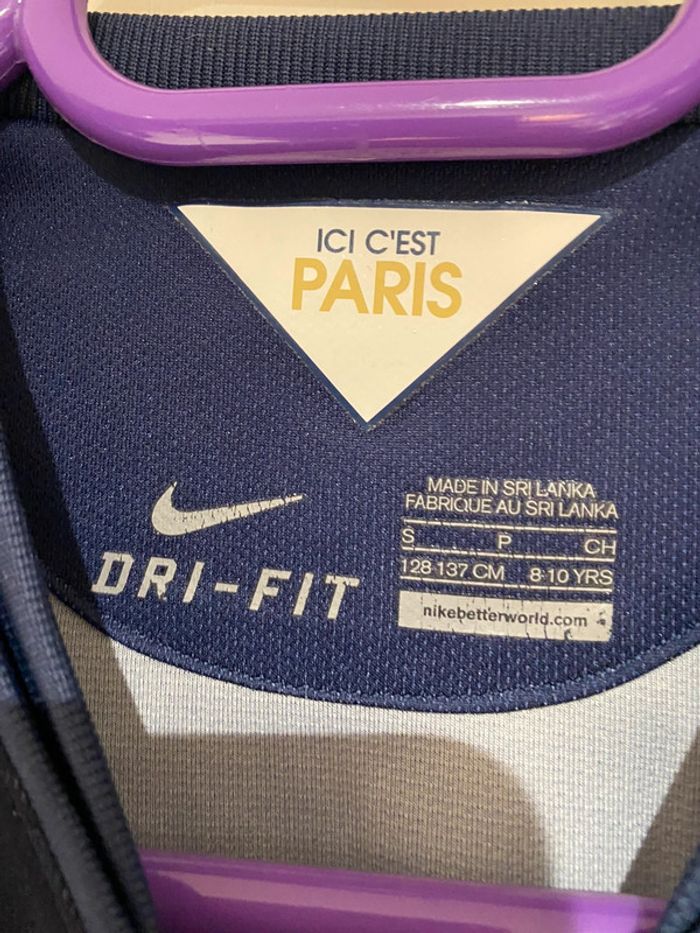 ICI C'EST
PARIS
DRI-FIT
MADE IN SRI LANKA
FABRIQUE AU SRI LANKA
S P CH
128-137 CM 8-10 YRS
nikebetterworld.com